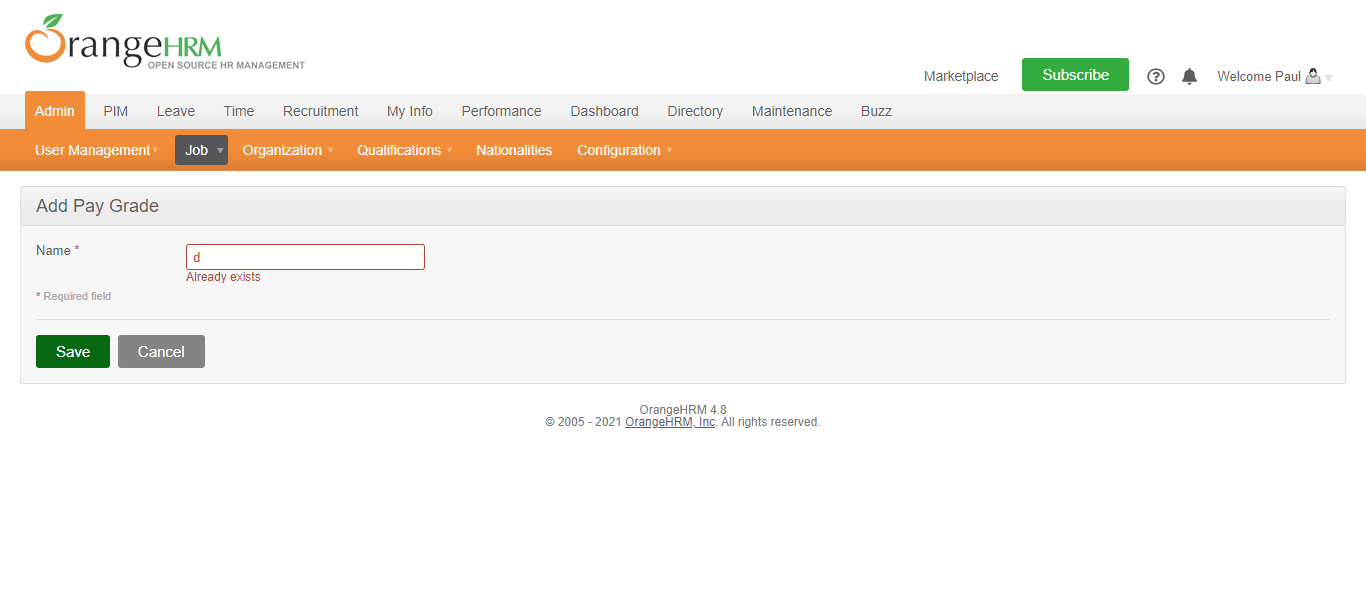 OrangeHRM
OPEN SOURCE HR MANAGEMENT
Marketplace Subscribe Welcome Paul
Admin PIM Leave Time Recruitment My Info Performance Dashboard Directory Maintenance Buzz
User Management Job Organization Qualifications Nationalities Configuration
Add Pay Grade
Name * d
Already exists
* Required field
Save Cancel
OrangeHRM 4.8
© 2005 - 2021 OrangeHRM, Inc. All rights reserved.